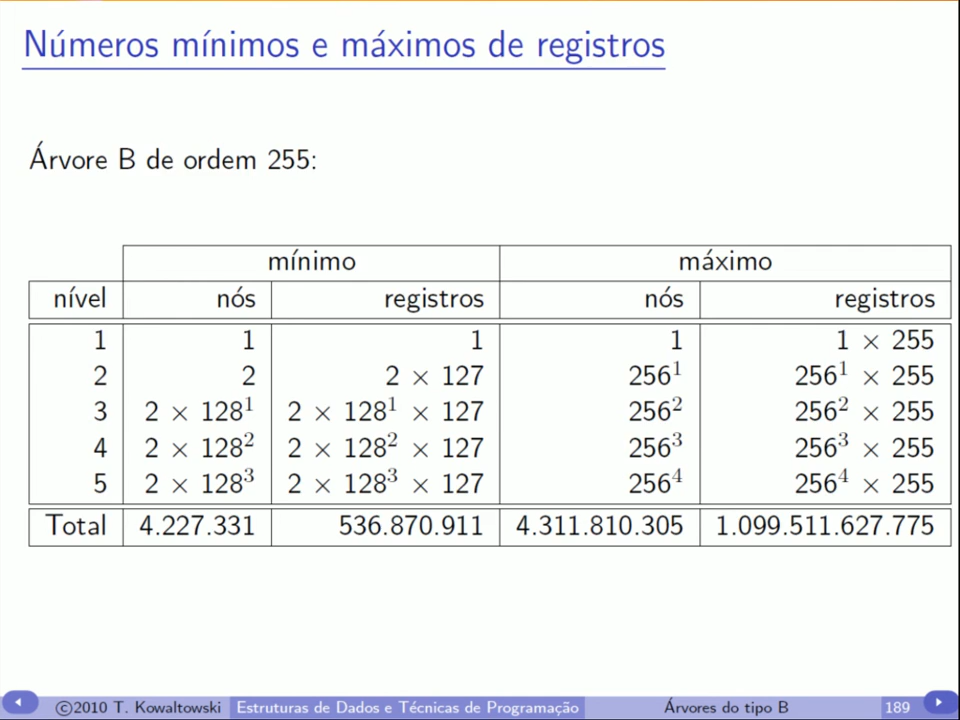 Números mínimos e máximos de registros
Árvore B de ordem 255:
mínimo máximo
nível nós registros nós registros
1 1 1 1 1 × 255
2 2 2 × 127 256¹ 256¹ × 255
3 2 × 128¹ 2 × 128¹ × 127 256² 256² × 255
4 2 × 128² 2 × 128² × 127 256³ 256³ × 255
5 2 × 128³ 2 × 128³ × 127 256⁴ 256⁴ × 255
Total 4.227.331 536.870.911 4.311.810.305 1.099.511.627.775
©2010 T. Kowaltowski Estruturas de Dados e Técnicas de Programação Árvores do tipo B 189